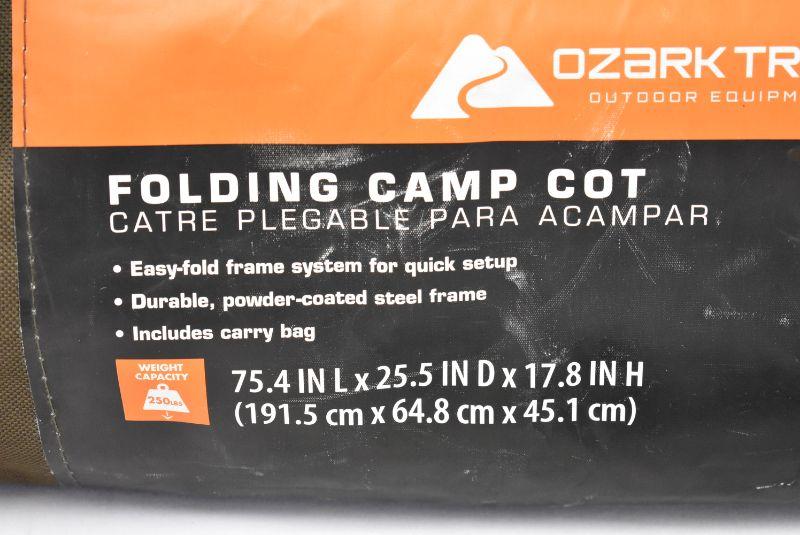 OZARK
OUTDOOR
FOLDING CAMP COT
CATRE PLEGABLE PARA ACAMPAR
• Easy-fold frame system for quick setup
• Durable, powder-coated steel frame
• Includes carry bag
WEIGHT
CAPACITY
250LBS
75.4 IN L x 25.5 IN D x 17.8 IN H
(191.5 cm x 64.8 cm x 45.1 cm)